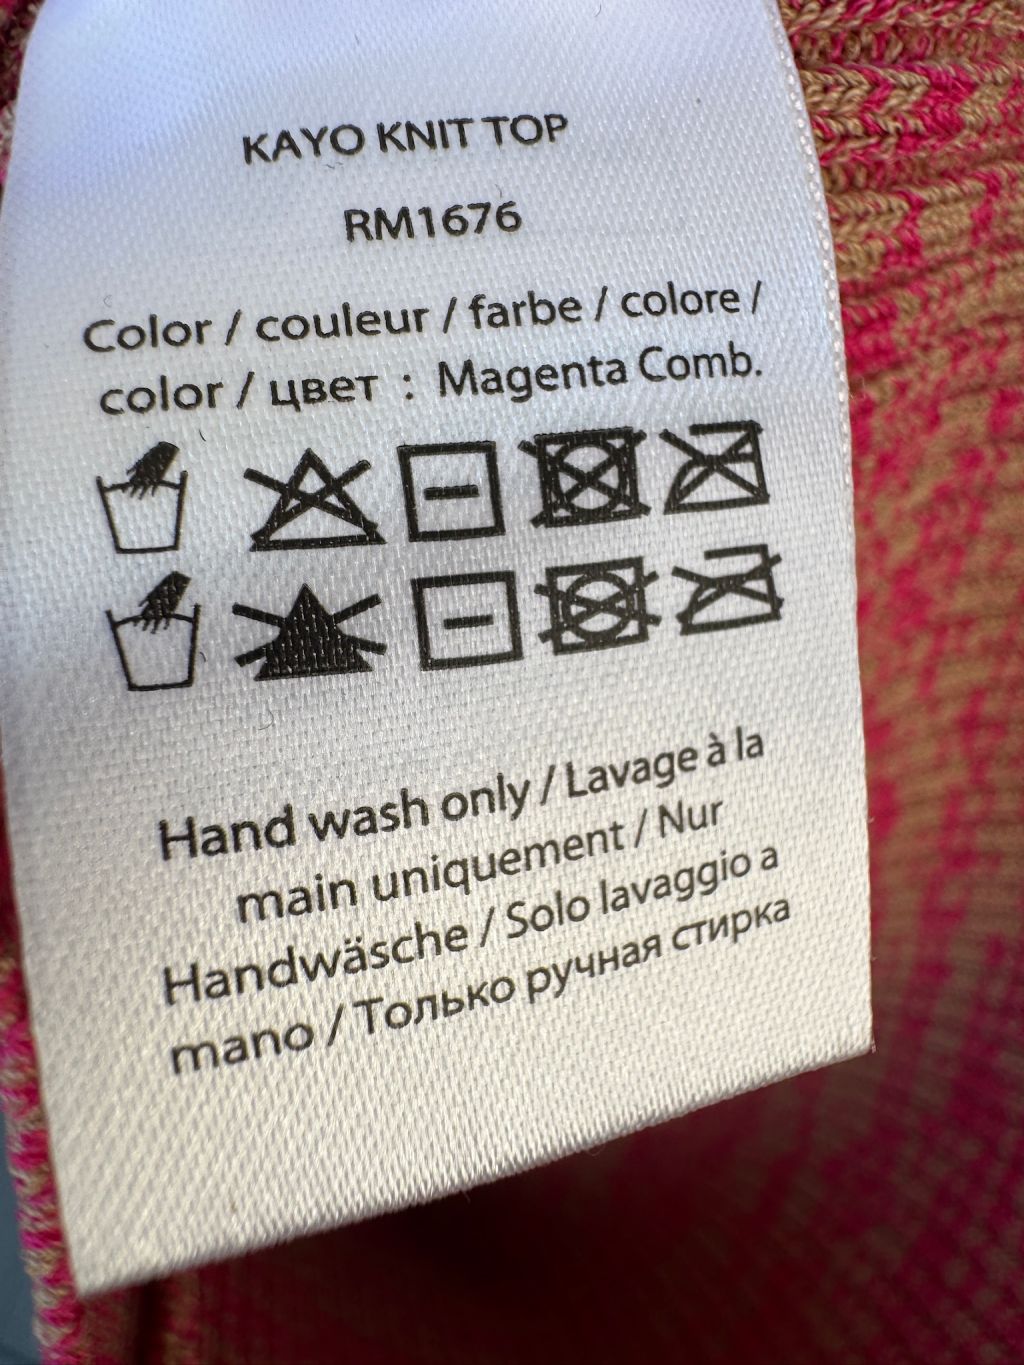 KAYO KNIT TOP
RM1676
Color / couleur / farbe / colore /
color / цвет : Magenta Comb.
Hand wash only / Lavage à la
main uniquement / Nur
Handwäsche / Solo lavaggio a
mano / Только ручная стирка